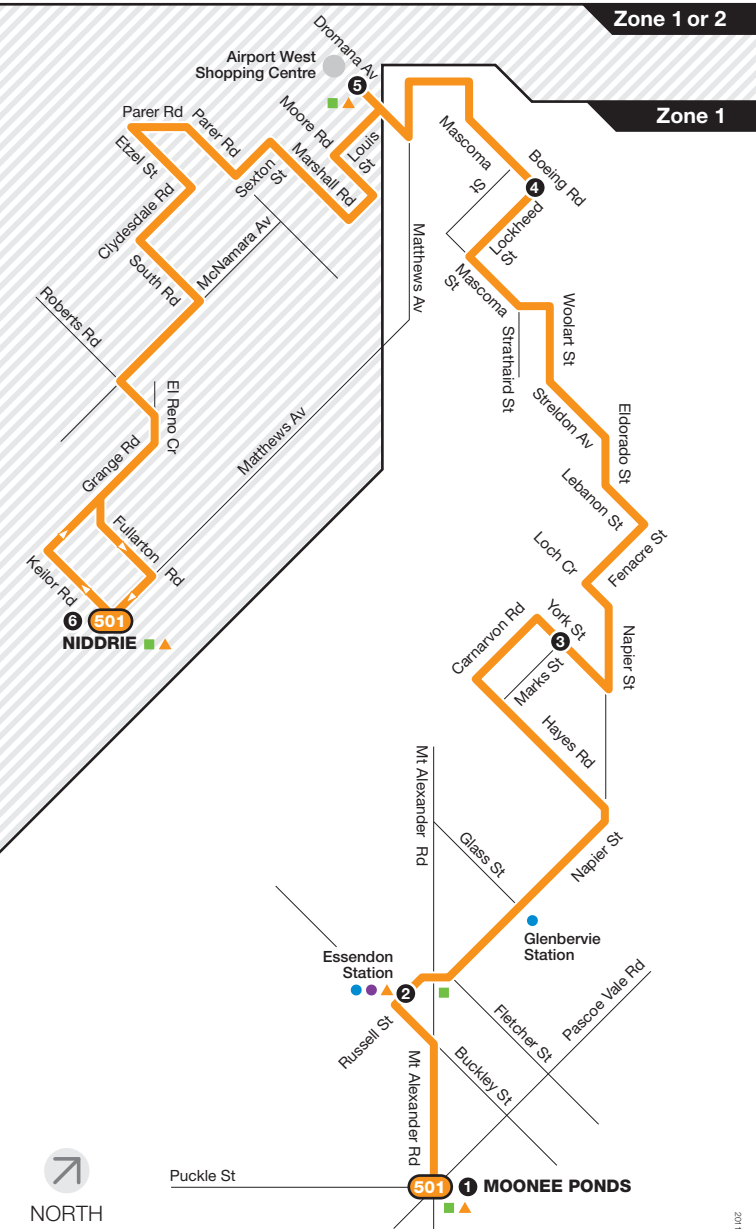 Zone 1 or 2
Zone 1
Dromana Av
Airport West
Shopping Centre
5
Parer Rd
Parer Rd
Moore Rd
Louis
St
Mascoma
St
Boeing Rd
4
Etzel St
Sexton
St
Marshall Rd
Clydesdale Rd
Lockheed
St
McNamara Av
South Rd
Matthews Av
Mascoma
St
Roberts Rd
Woolart St
Strathaird St
El Reno Cr
Streldon Av
Eldorado St
Matthews Av
Grange Rd
Lebanon St
Fullarton
Rd
Loch Cr
Fenacre St
Keilor Rd
6
501
NIDDRIE
York St
3
Carnarvon Rd
Marks St
Napier St
Hayes Rd
Mt Alexander Rd
Glass St
Napier St
Glenbervie
Station
Essendon
Station
2
Pascoe Vale Rd
Fletcher St
Russell St
Buckley St
Mt Alexander Rd
Puckle St
501
1
MOONEE PONDS
NORTH
2011